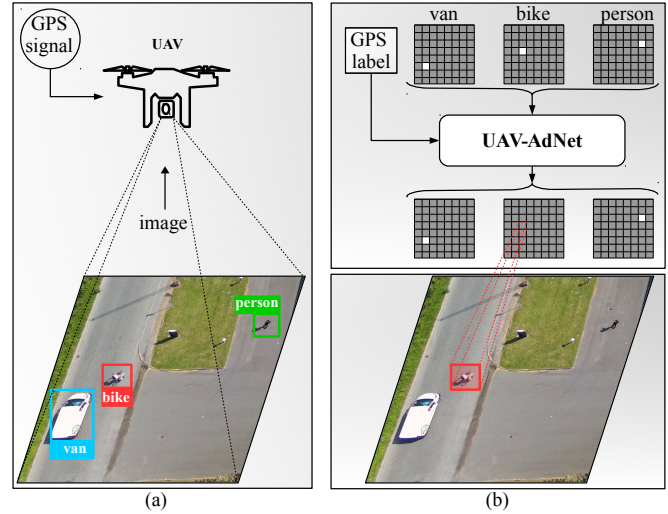 GPS
signal
UAV
image
person
bike
van
(a)
van bike person
GPS
label
UAV-AdNet
(b)